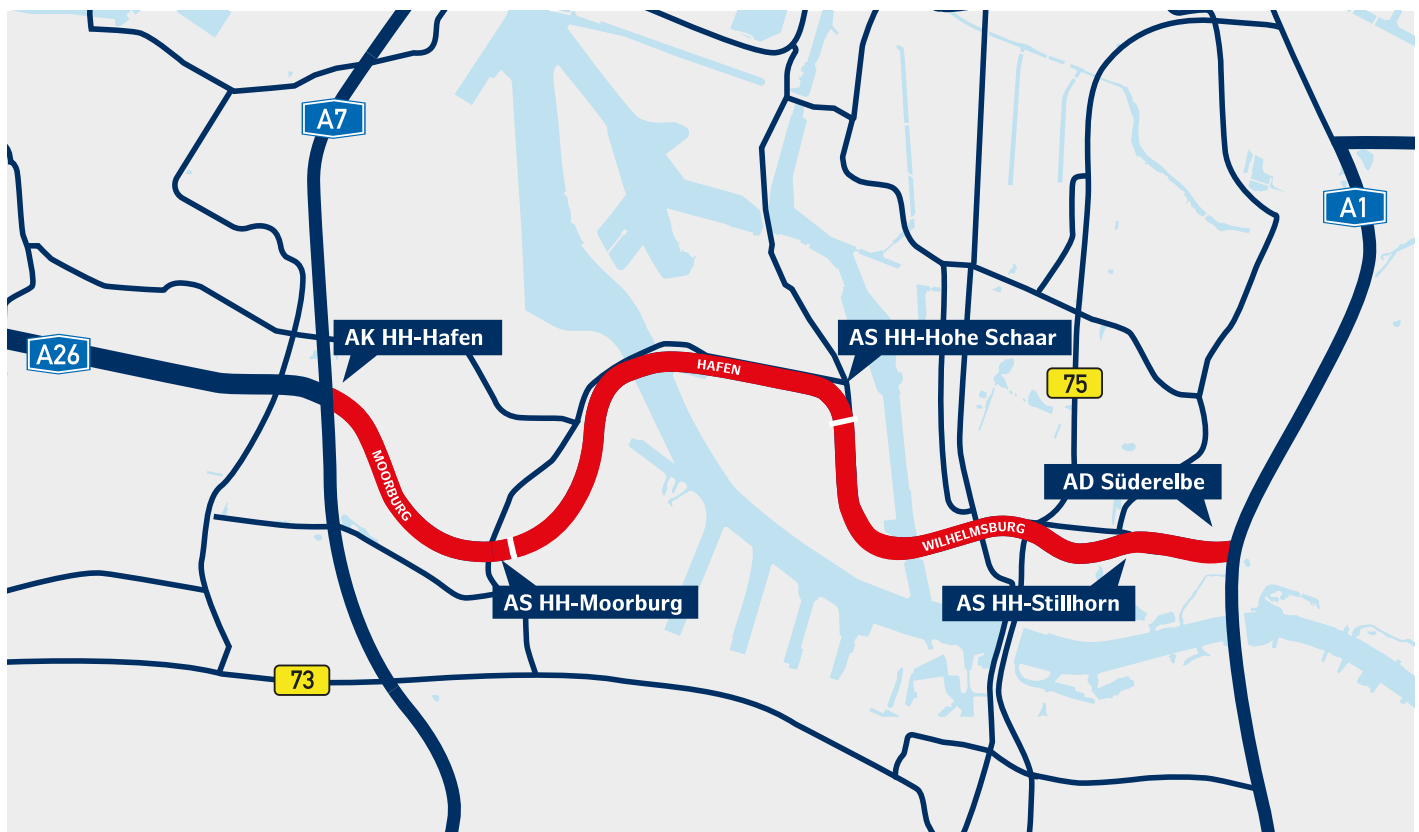 A7
A1
A26
AK HH-Hafen
AS HH-Hohe Schaar
HAFEN
75
MOORBURG
AD Süderelbe
WILHELMSBURG
AS HH-Moorburg
AS HH-Stillhorn
73